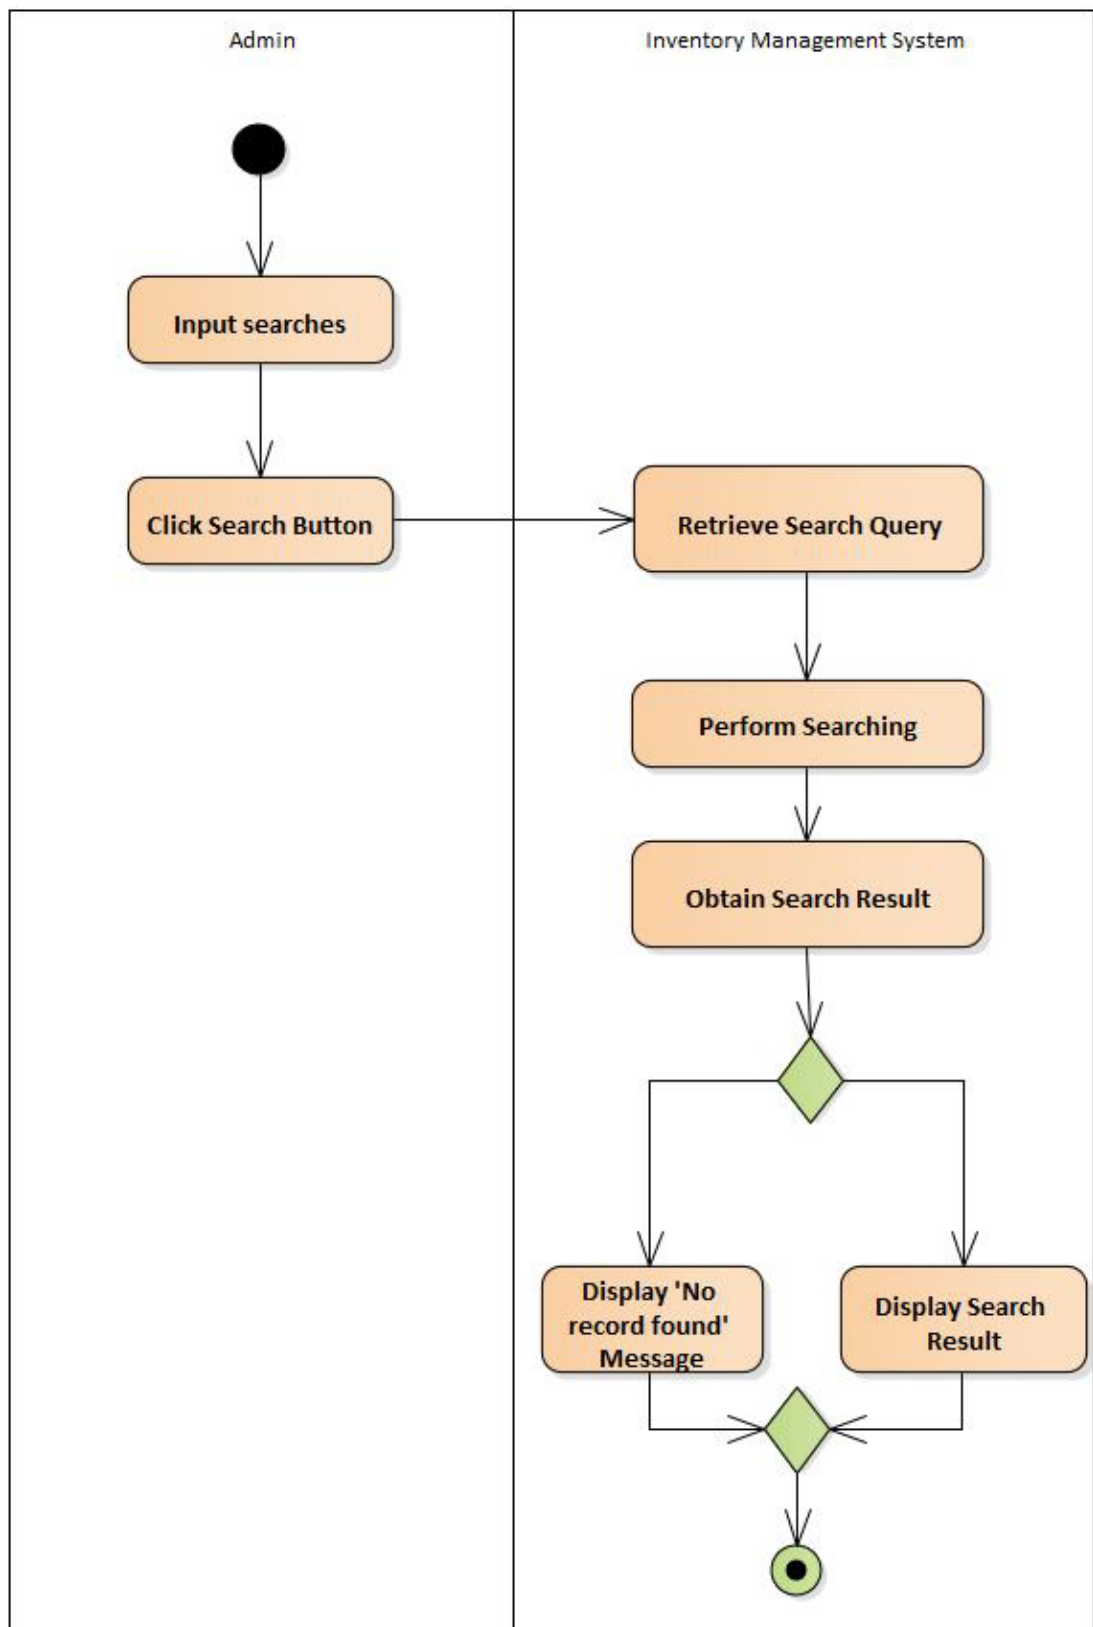 Admin
Inventory Management System
Input searches
Click Search Button
Retrieve Search Query
Perform Searching
Obtain Search Result
Display 'No
record found'
Message
Display Search
Result